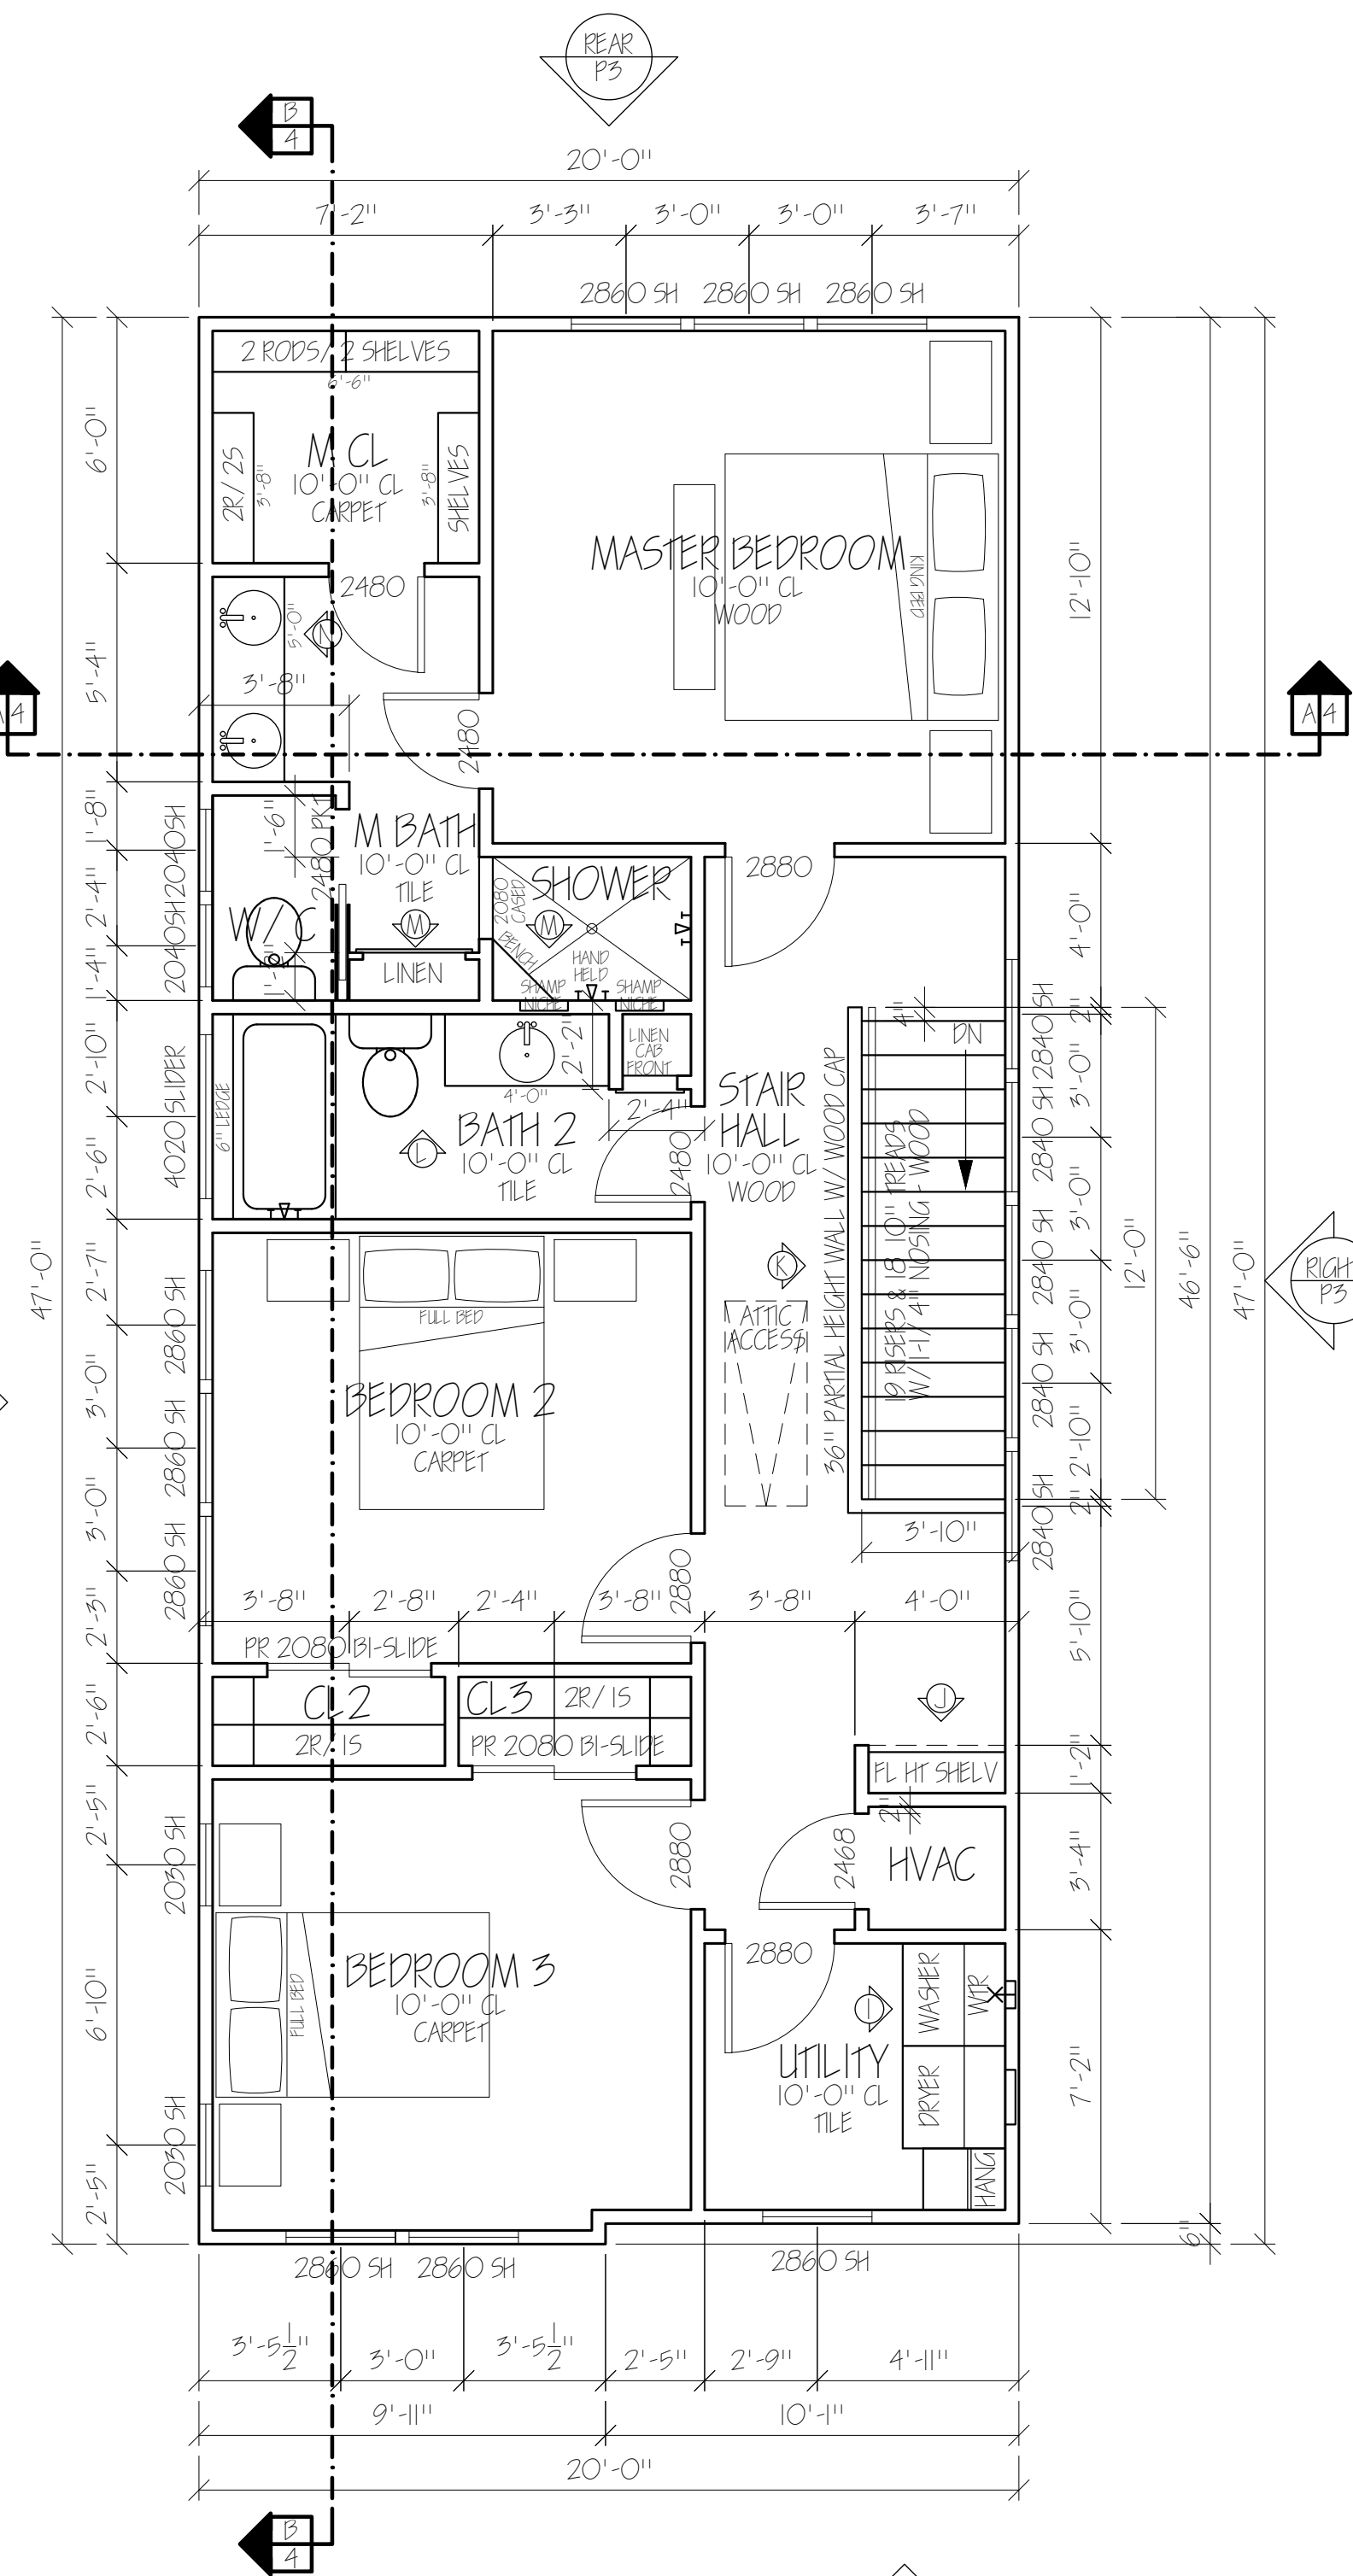 REAR
P3
B
4
20'-0"
7'-2"
3'-3"
3'-0"
3'-0"
3'-7"
2860 SH
2860 SH
2860 SH
2 RODS/ 2 SHELVES
6'-6"
M CL
10'-0" CL
CARPET
2R/ 2S
3'-8"
3'-8"
SHELVES
6'-0"
MASTER BEDROOM
10'-0" CL
WOOD
KING BED
12'-10"
2480
N
5'-0"
3'-8"
5'-4"
2480
A 4
A 4
1'-8"
2040SH
2040SH
2'-4"
1'-4"
1'-6"
2480 PKT
M BATH
10'-0" CL
TILE
M
W/C
LINEN
SHOWER
2080
CASED
M
BENCH
HAND
HELD
SHAMP
NICHE
SHAMP
NICHE
2880
4'-0"
2'-10"
4020 SLIDER
6" LEDGE
2'-2"
LINEN
CAB
FRONT
4'-0"
2'-4"
L
BATH 2
10'-0" CL
TILE
2480
2'-6"
STAIR
HALL
10'-0" CL
WOOD
K
ATTIC
ACCESS
36" PARTIAL HEIGHT WALL W/ WOOD CAP
4"
DN
19 RISERS & 18 10" TREADS
W/ 1-1/4" NOSING - WOOD
2840 SH
2840 SH
2840 SH
2840 SH
2840 SH
2"
3'-0"
3'-0"
3'-0"
2'-10"
2"
12'-0"
46'-6"
47'-0"
47'-0"
RIGH
P3
2'-7"
3'-0"
3'-0"
2'-3"
2860 SH
2860 SH
2860 SH
FULL BED
BEDROOM 2
10'-0" CL
CARPET
2880
3'-10"
2840 SH
3'-8"
2'-8"
2'-4"
3'-8"
3'-8"
4'-0"
5'-10"
PR 2080 BI-SLIDE
CL2
2R/ 1S
CL3
2R/ 1S
PR 2080 BI-SLIDE
2'-6"
J
FL HT SHELV
1'-2"
2"
HVAC
2468
3'-4"
2'-5"
2030 SH
2880
6'-10"
FULL BED
BEDROOM 3
10'-0" CL
CARPET
2030 SH
2'-5"
2880
I
WASHER
WTR
UTILITY
10'-0" CL
TILE
DRYER
HANG
7'-2"
6"
2860 SH
2860 SH
2860 SH
3'-5 1/2"
3'-0"
3'-5 1/2"
2'-5"
2'-9"
4'-11"
9'-11"
10'-1"
20'-0"
B
4